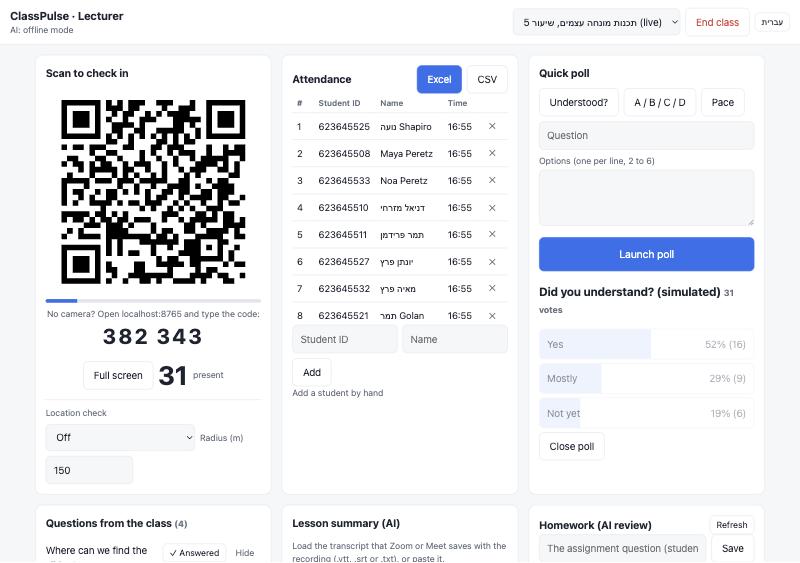 ClassPulse · Lecturer
AI: offline mode
תכנות מונחה עצמים, שיעור 5 (live)
End class
עברית
Scan to check in
No camera? Open localhost:8765 and type the code:
382 343
Full screen 31 present
Location check
Off Radius (m)
150
Attendance Excel CSV
# Student ID Name Time
1 623645525 נועה Shapiro 16:55 ×
2 623645508 Maya Peretz 16:55 ×
3 623645533 Noa Peretz 16:55 ×
4 623645510 דניאל מזרחי 16:55 ×
5 623645511 תמר פרידמן 16:55 ×
6 623645527 יונתן פרץ 16:55 ×
7 623645532 מאיה פרץ 16:55 ×
8 623645521 תמר Golan 16:55 ×
Student ID Name
Add
Add a student by hand
Quick poll
Understood? A / B / C / D Pace
Question
Options (one per line, 2 to 6)
Launch poll
Did you understand? (simulated) 31
votes
Yes 52% (16)
Mostly 29% (9)
Not yet 19% (6)
Close poll
Questions from the class (4)
Where can we find the ✓ Answered Hide
Lesson summary (AI)
Load the transcript that Zoom or Meet saves with the
recording (.vtt, .srt or .txt), or paste it.
Homework (AI review) Refresh
The assignment question (studen Save